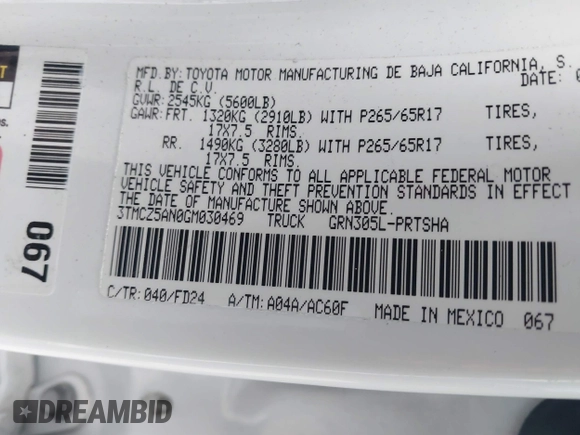 MFD.BY: TOYOTA MOTOR MANUFACTURING DE BAJA CALIFORNIA, S.
R.L. DE C.V. DATE: 0
GVWR: 2545KG (5600LB)
GAWR: FRT. 1320KG (2910LB) WITH P265/65R17 TIRES,
17X7.5 RIMS.
RR. 1490KG (3280LB) WITH P265/65R17 TIRES,
17X7.5 RIMS.
THIS VEHICLE CONFORMS TO ALL APPLICABLE FEDERAL MOTOR
VEHICLE SAFETY AND THEFT PREVENTION STANDARDS IN EFFECT
THE DATE OF MANUFACTURE SHOWN ABOVE.
3TMCZ5AN0GM030469 TRUCK GRN305L-PRTSHA
C/TR: 040/FD24 A/TM: A04A/AC60F MADE IN MEXICO 067
067
DREAMBID